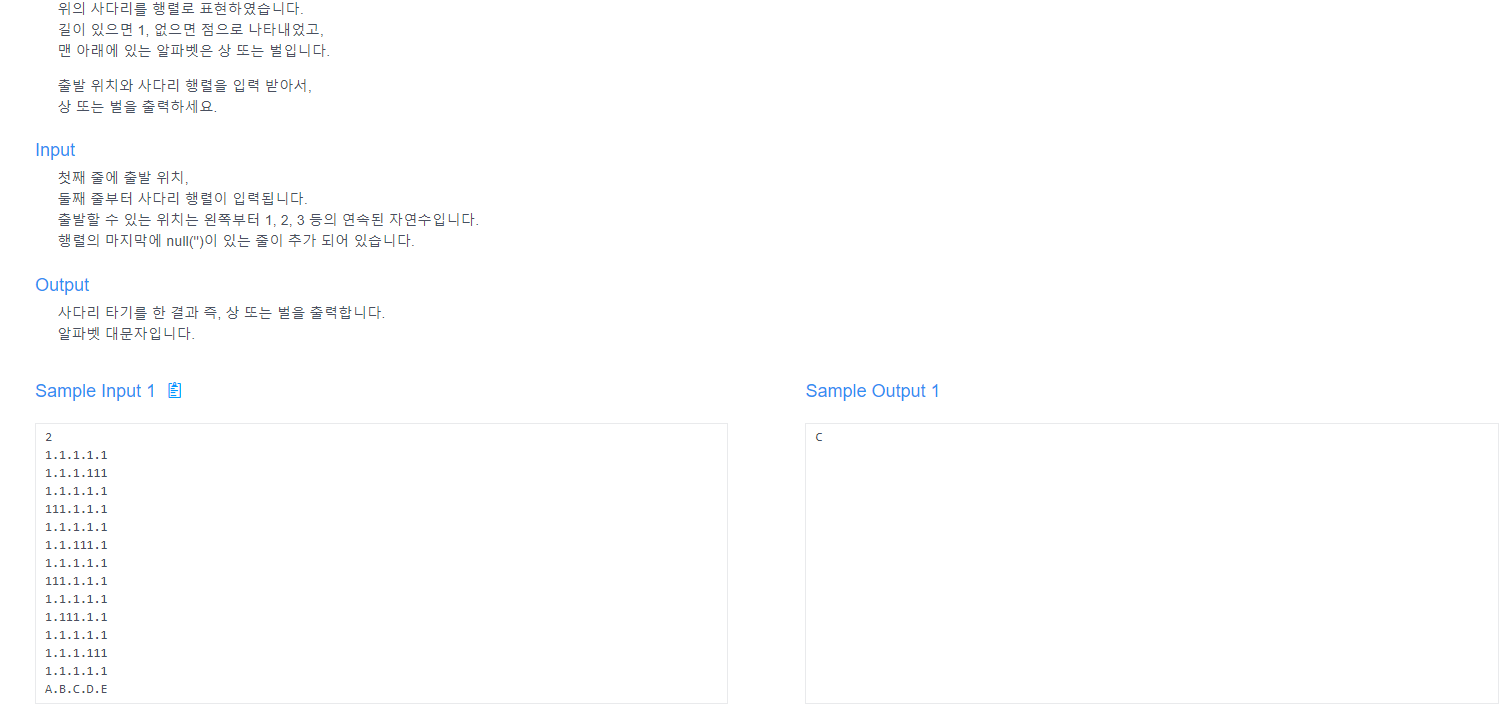 위의 사다리를 행렬로 표현하였습니다.
길이 있으면 1, 없으면 점으로 나타내었고,
맨 아래에 있는 알파벳은 상 또는 벌입니다.
출발 위치와 사다리 행렬을 입력 받아서,
상 또는 벌을 출력하세요.
Input
첫째 줄에 출발 위치,
둘째 줄부터 사다리 행렬이 입력됩니다.
출발할 수 있는 위치는 왼쪽부터 1, 2, 3 등의 연속된 자연수입니다.
행렬의 마지막에 null('')이 있는 줄이 추가 되어 있습니다.
Output
사다리 타기를 한 결과 즉, 상 또는 벌을 출력합니다.
알파벳 대문자입니다.
Sample Input 1
2
1.1.1.1.1
1.1.1.111
1.1.1.1.1
111.1.1.1
1.1.1.1.1
1.1.111.1
1.1.1.1.1
111.1.1.1
1.1.1.1.1
1.111.1.1
1.1.1.1.1
1.1.1.111
1.1.1.1.1
A.B.C.D.E
Sample Output 1
C